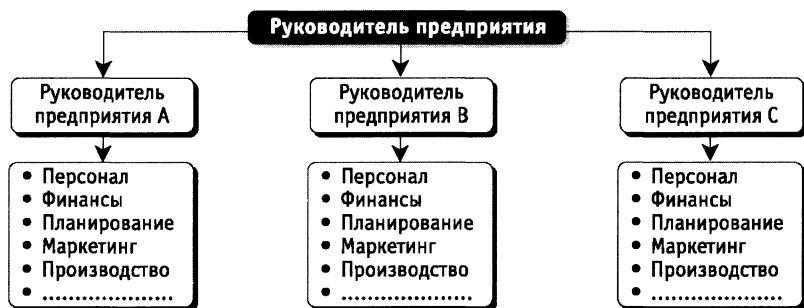 Руководитель предприятия
Руководитель
предприятия А
Руководитель
предприятия В
Руководитель
предприятия С
• Персонал
• Финансы
• Планирование
• Маркетинг
• Производство
• ......................
• Персонал
• Финансы
• Планирование
• Маркетинг
• Производство
• ......................
• Персонал
• Финансы
• Планирование
• Маркетинг
• Производство
• ......................